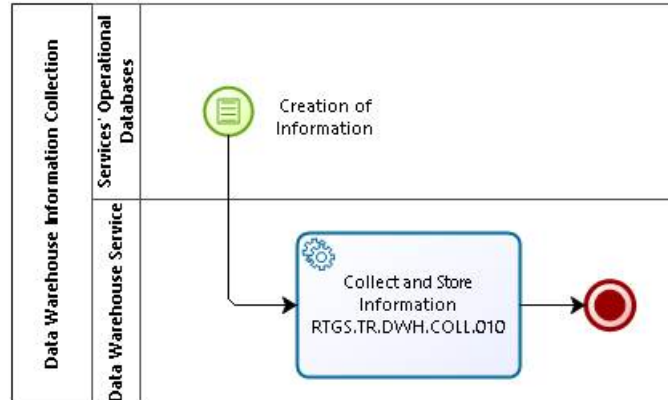 Data Warehouse Information Collection
Services' Operational
Databases
Creation of
Information
Data Warehouse Service
Collect and Store
Information
RTGS.TR.DWH.COLL.010